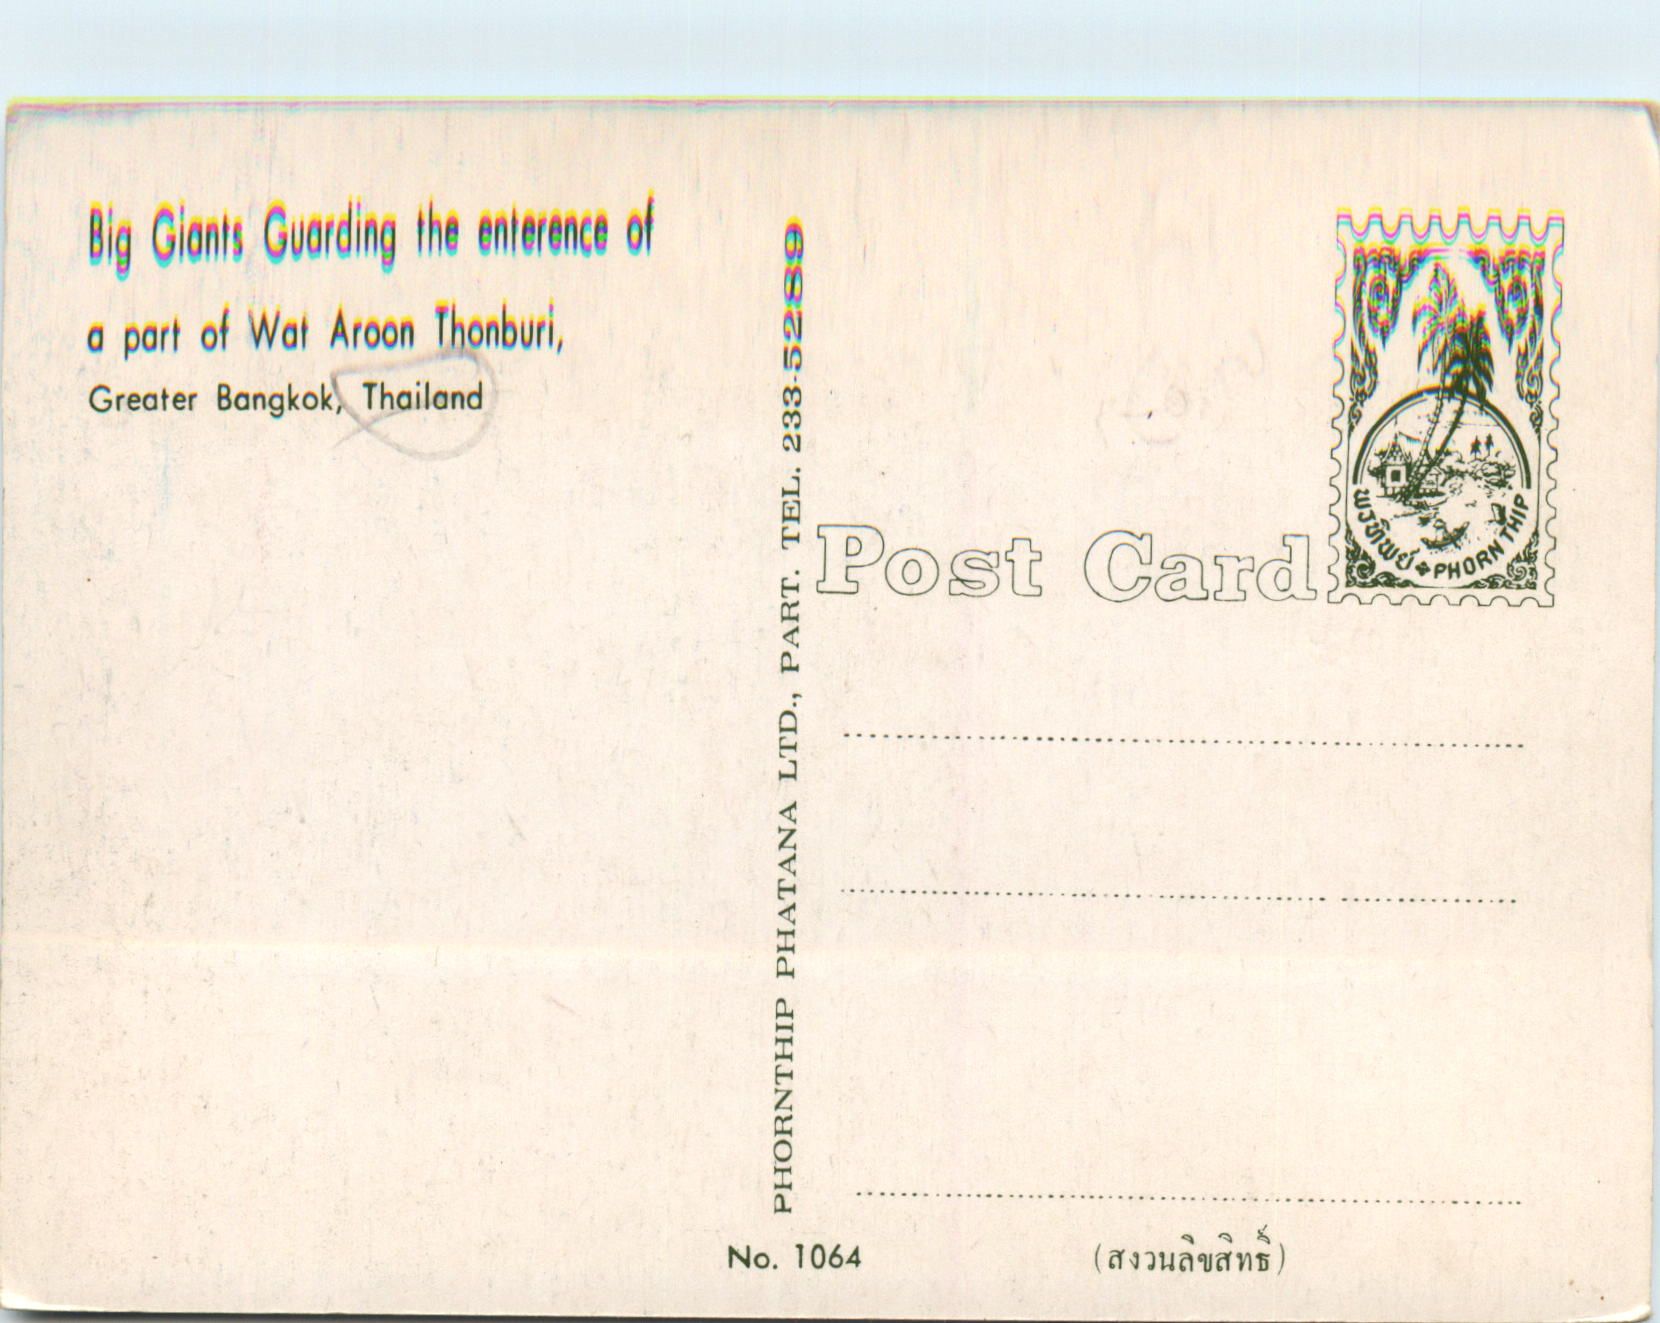 Big Giants Guarding the enterence of
a part of Wat Aroon Thonburi,
Greater Bangkok, Thailand
PHORNTHIP PHATANA LTD., PART. TEL. 233-5289
Post Card
พรทิพย์ PHORN THIP
No. 1064
(สงวนลิขสิทธิ์)